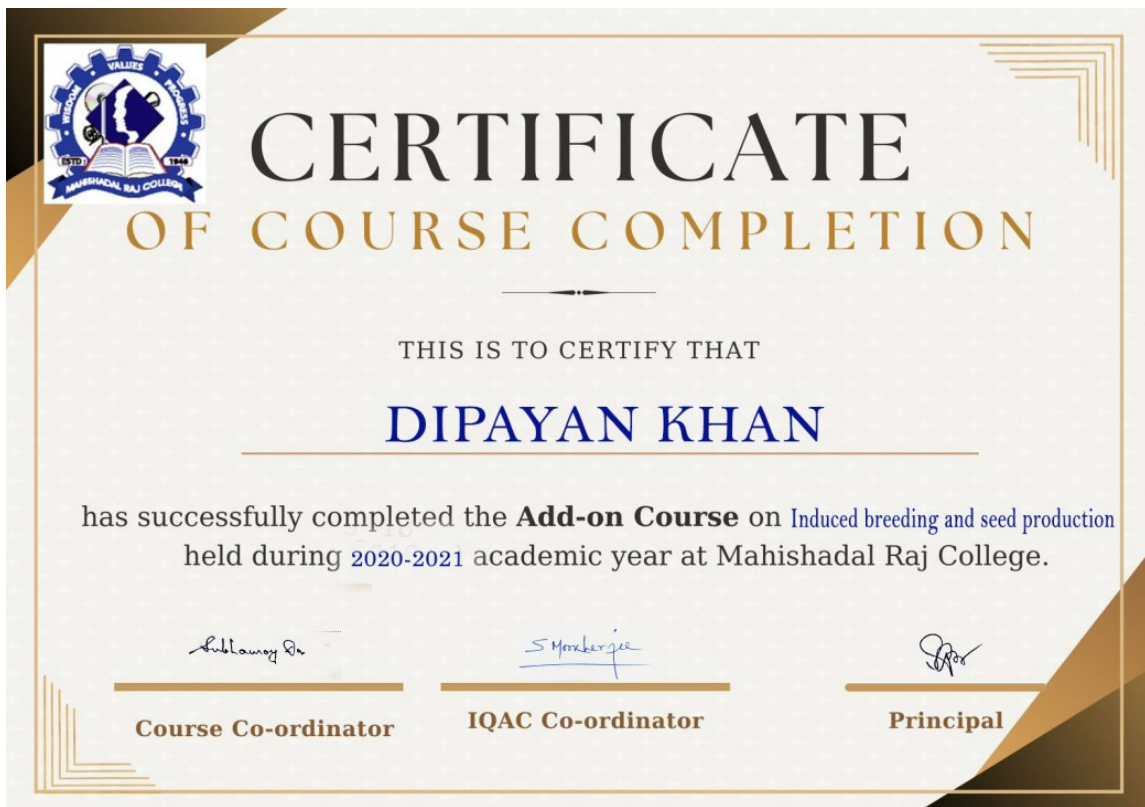 WISDOM • VALUES • PROGRESS
ESTD : 1946
MAHISHADAL RAJ COLLEGE
CERTIFICATE
OF COURSE COMPLETION
THIS IS TO CERTIFY THAT
DIPAYAN KHAN
has successfully completed the Add-on Course on Induced breeding and seed production
held during 2020-2021 academic year at Mahishadal Raj College.
S Mookherjee
Course Co-ordinator
IQAC Co-ordinator
Principal